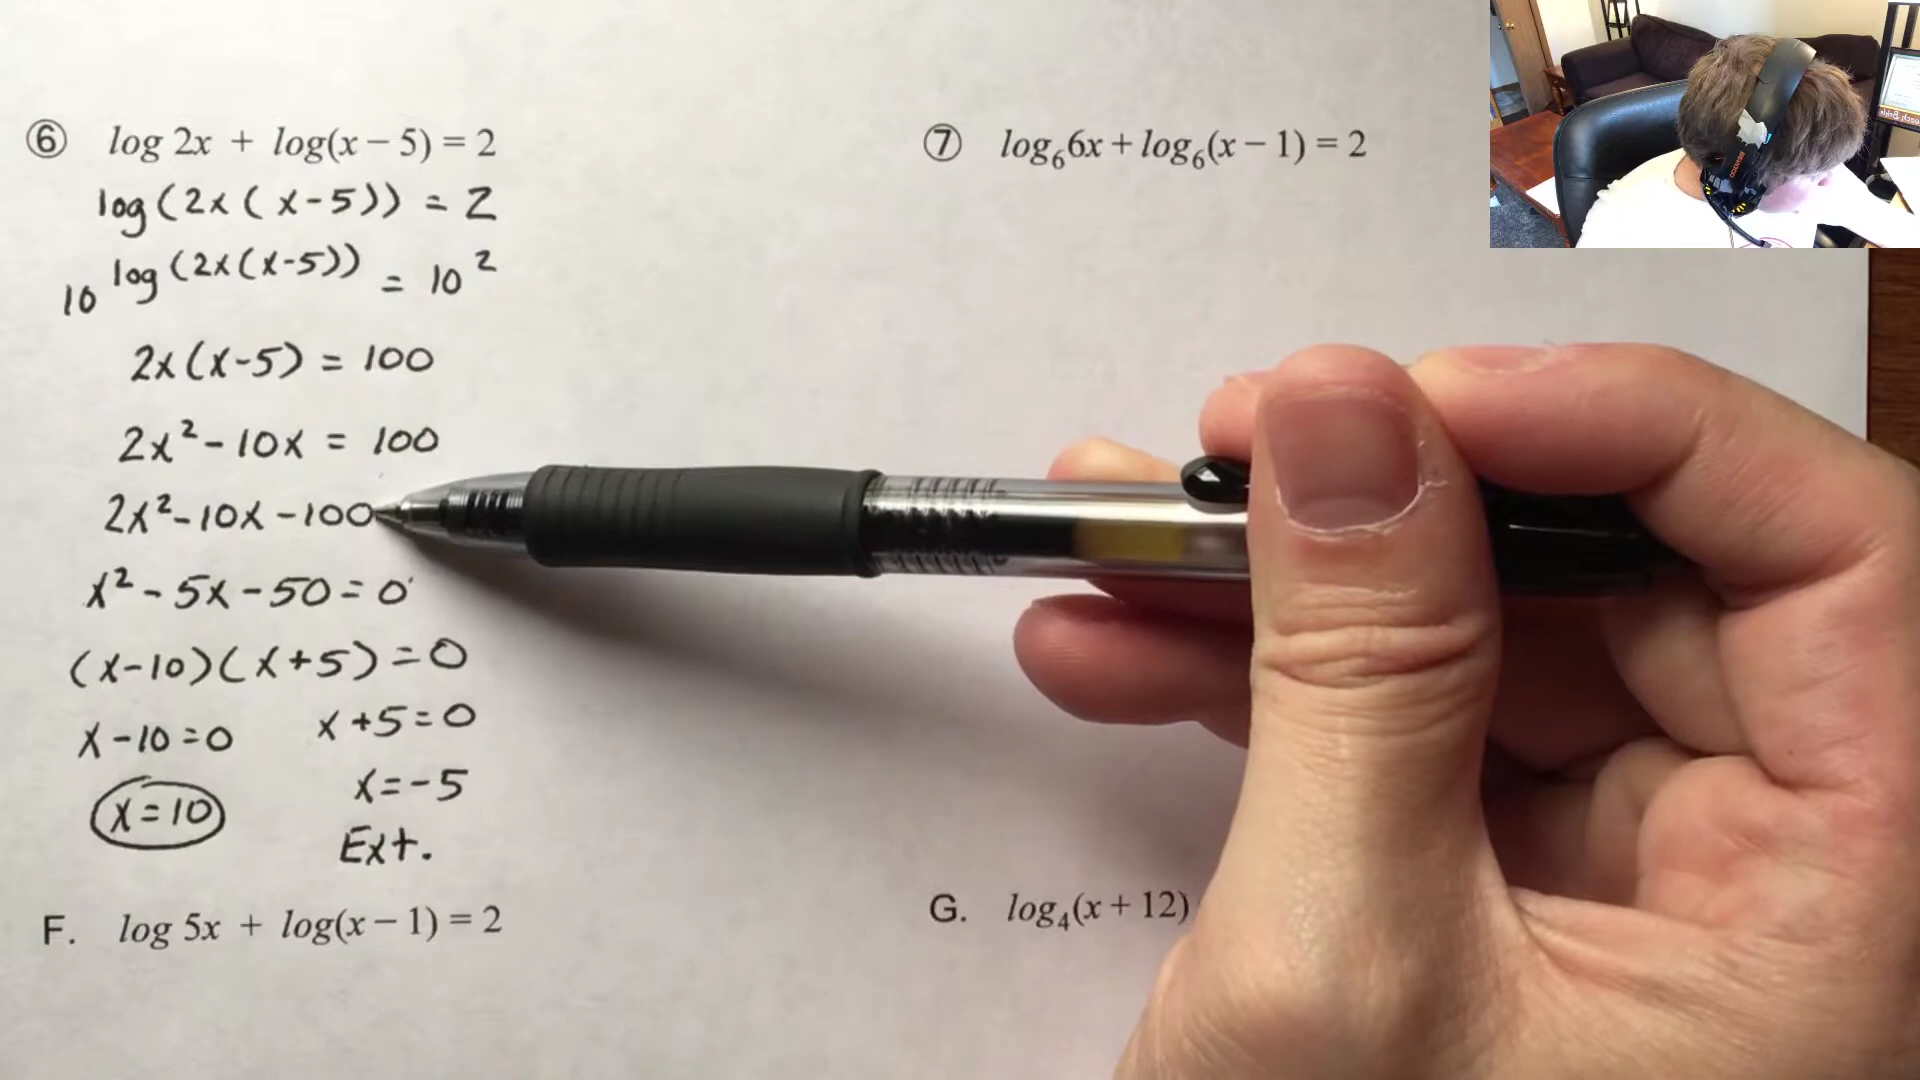 ⑥ log 2x + log(x − 5) = 2
log(2x(x-5)) = 2
10^log(2x(x-5)) = 10^2
2x(x-5) = 100
2x² - 10x = 100
2x² - 10x - 100
x² - 5x - 50 = 0
(x-10)(x+5) = 0
x - 10 = 0    x + 5 = 0
x = 10    x = -5
Ext.
F. log 5x + log(x − 1) = 2
⑦ log₆6x + log₆(x − 1) = 2
G. log₄(x + 12)